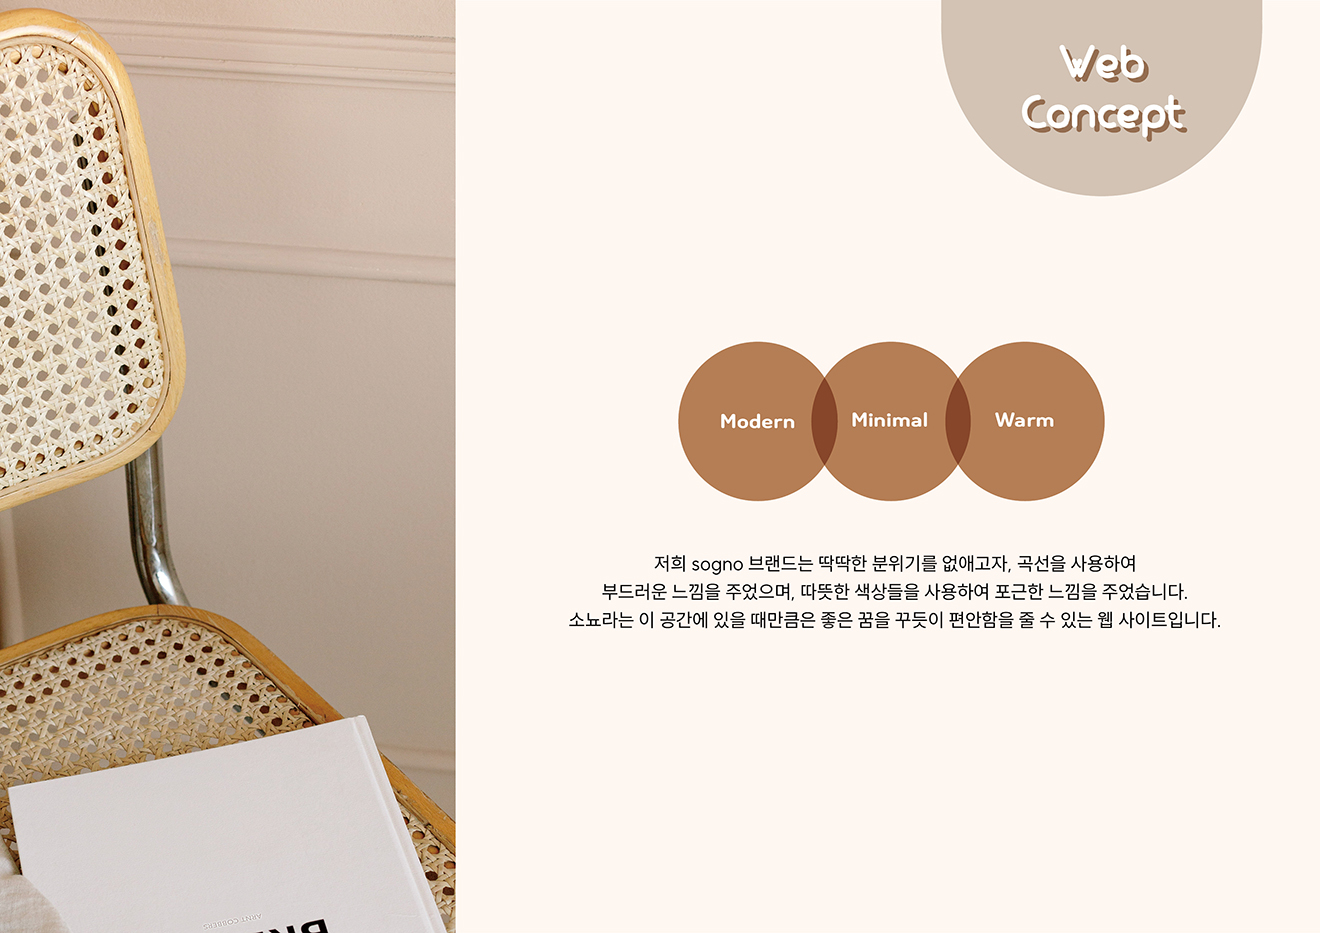 Web
Concept
Modern
Minimal
Warm
저희 sogno 브랜드는 딱딱한 분위기를 없애고자, 곡선을 사용하여
부드러운 느낌을 주었으며, 따뜻한 색상들을 사용하여 포근한 느낌을 주었습니다.
소뇨라는 이 공간에 있을 때만큼은 좋은 꿈을 꾸듯이 편안함을 줄 수 있는 웹 사이트입니다.
ARNT COBBERS